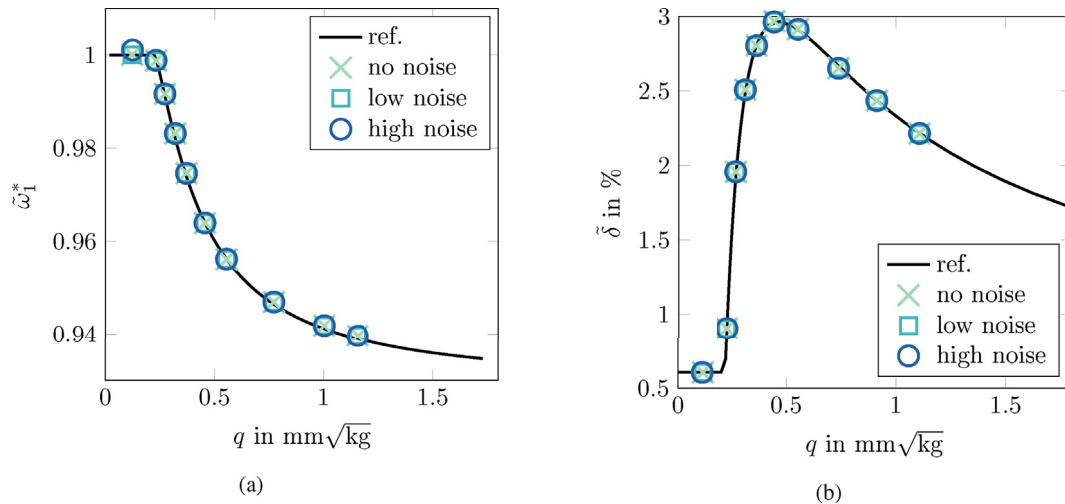 1
0.98
0.96
0.94
ω̃₁*
0 0.5 1 1.5
q in mm√kg
ref.
no noise
low noise
high noise
(a)
3
2.5
2
1.5
1
0.5
δ̃ in %
0 0.5 1 1.5 2
q in mm√kg
ref.
no noise
low noise
high noise
(b)